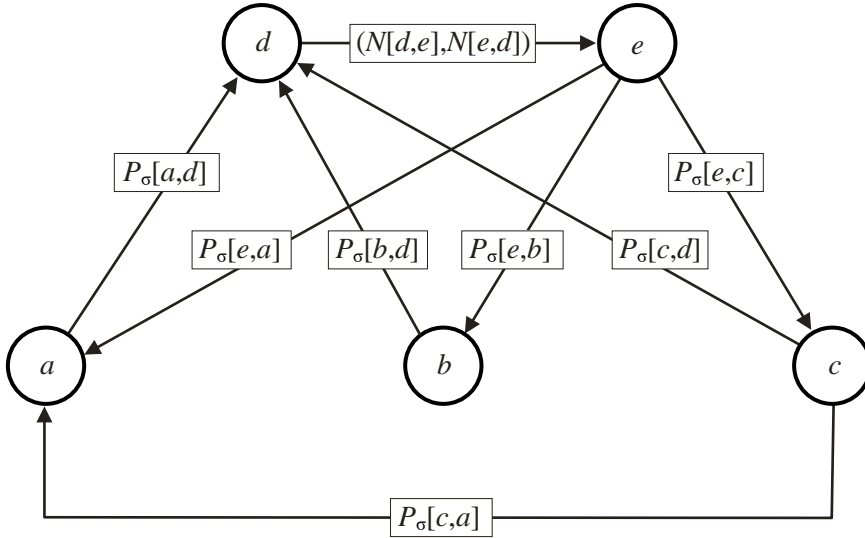 d (N[d,e],N[e,d]) e
Pσ[a,d] Pσ[e,c]
Pσ[e,a] Pσ[b,d] Pσ[e,b] Pσ[c,d]
a b c
Pσ[c,a]